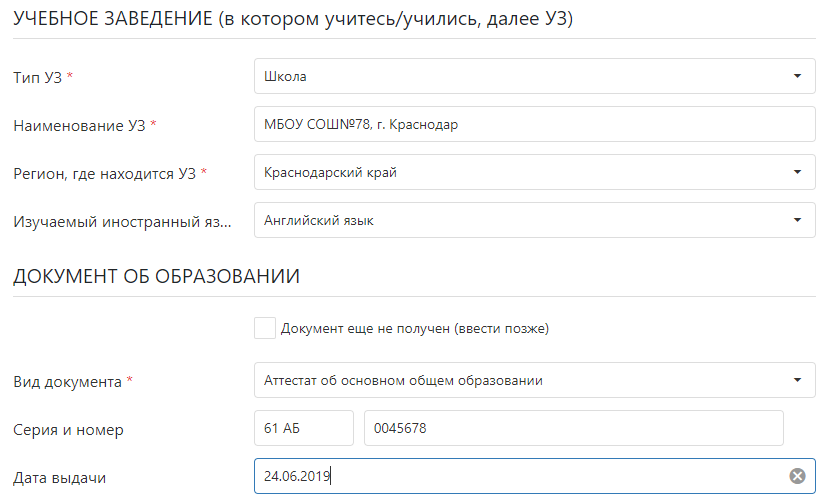 УЧЕБНОЕ ЗАВЕДЕНИЕ (в котором учитесь/учились, далее УЗ)
Тип УЗ * Школа
Наименование УЗ * МБОУ СОШ№78, г. Краснодар
Регион, где находится УЗ * Краснодарский край
Изучаемый иностранный яз... Английский язык
ДОКУМЕНТ ОБ ОБРАЗОВАНИИ
Документ еще не получен (ввести позже)
Вид документа * Аттестат об основном общем образовании
Серия и номер 61 АБ 0045678
Дата выдачи 24.06.2019